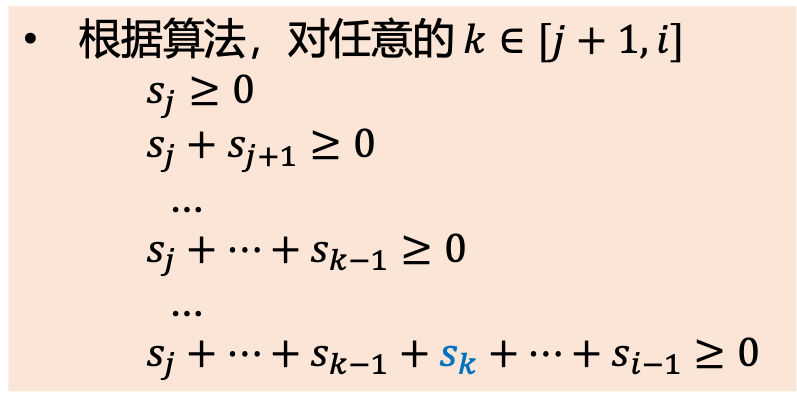 • 根据算法，对任意的 k ∈ [j + 1, i]
s_j ≥ 0
s_j + s_{j+1} ≥ 0
…
s_j + ⋯ + s_{k−1} ≥ 0
…
s_j + ⋯ + s_{k−1} + s_k + ⋯ + s_{i−1} ≥ 0